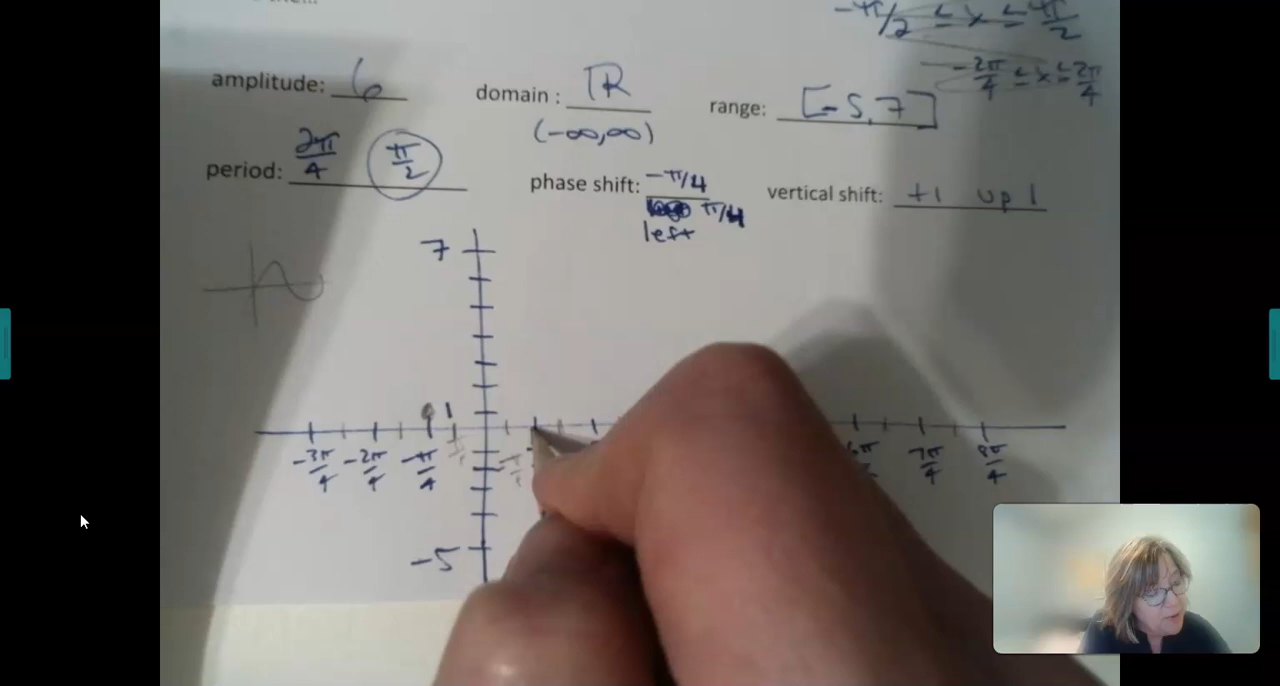 -π/2 ≤ x ≤ π/2
-2π/4 ≤ x ≤ 2π/4
amplitude: 6
domain : ℝ
range: [-5,7]
(-∞,∞)
period: 2π/4 π/2
phase shift: -π/4
vertical shift: +1 up 1
π/4
left
7
1
-3π/4 -2π/4 -π/4 7π/4 8π/4
-5